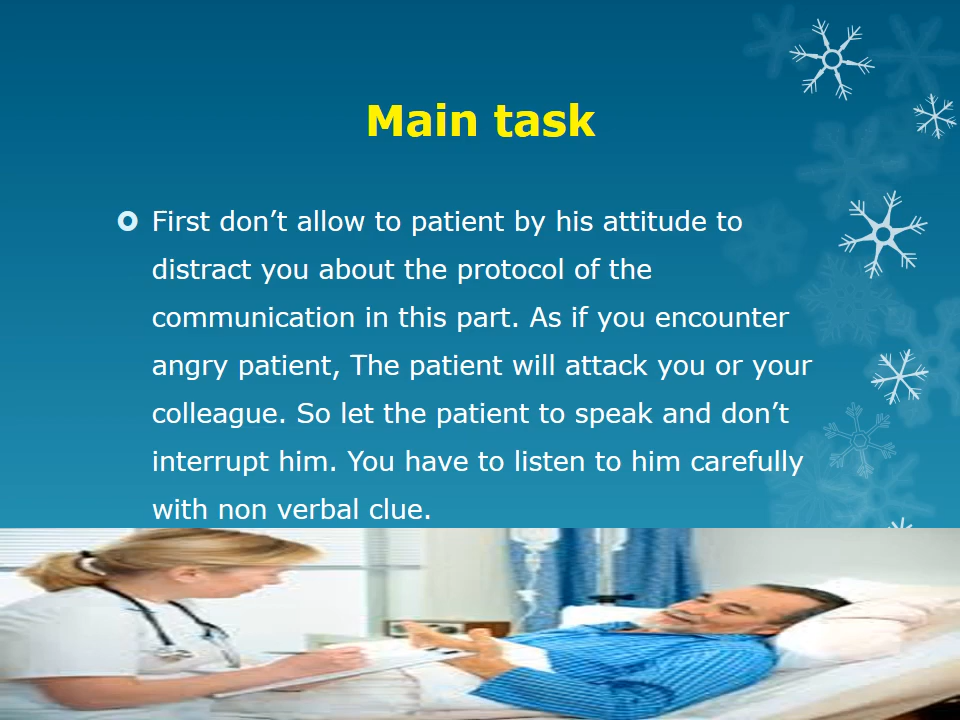 Main task
First don’t allow to patient by his attitude to
distract you about the protocol of the
communication in this part. As if you encounter
angry patient, The patient will attack you or your
colleague. So let the patient to speak and don’t
interrupt him. You have to listen to him carefully
with non verbal clue.